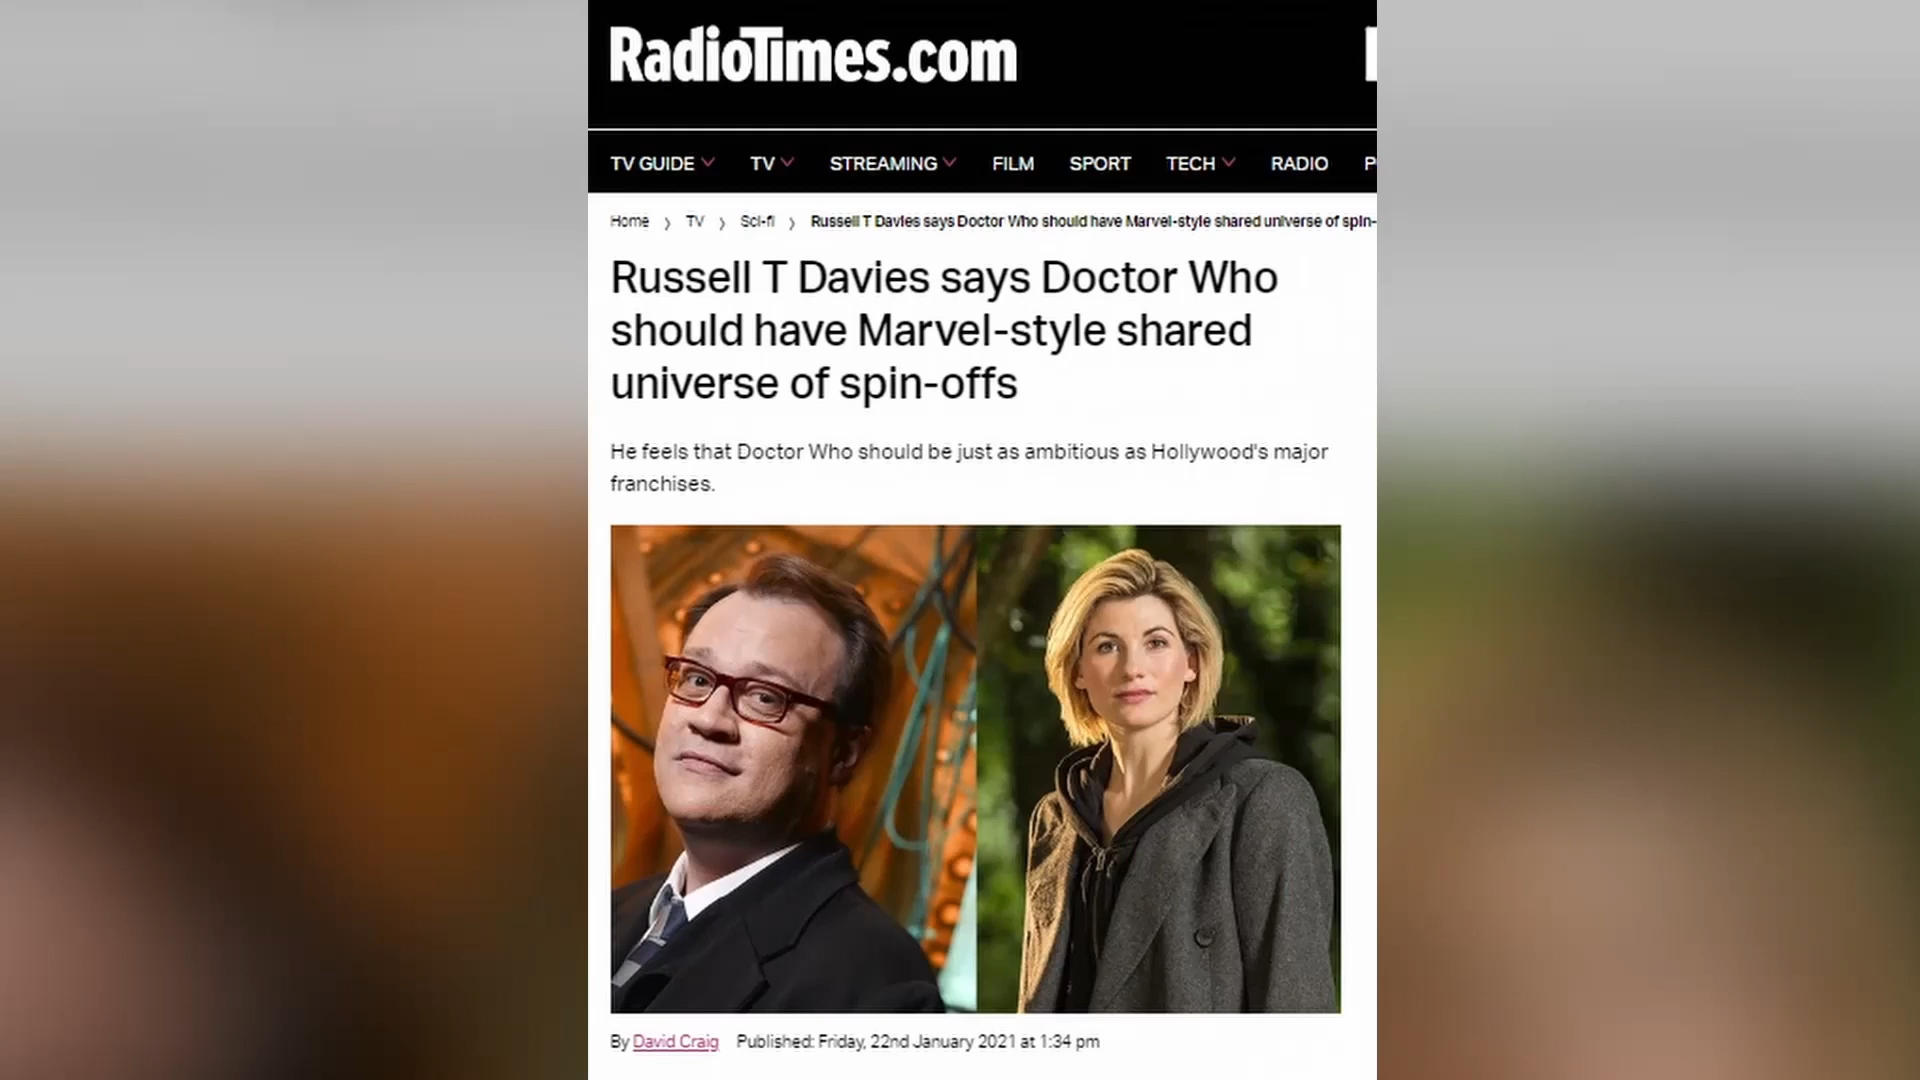 RadioTimes.com
TV GUIDE TV STREAMING FILM SPORT TECH RADIO
Home > TV > Sci-fi > Russell T Davies says Doctor Who should have Marvel-style shared universe of spin-
Russell T Davies says Doctor Who
should have Marvel-style shared
universe of spin-offs
He feels that Doctor Who should be just as ambitious as Hollywood's major
franchises.
By David Craig Published: Friday, 22nd January 2021 at 1:34 pm